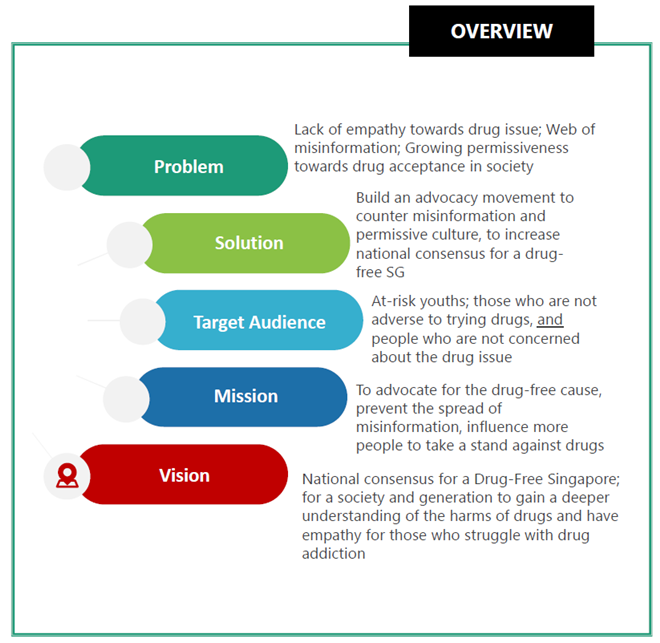 OVERVIEW
Problem
Lack of empathy towards drug issue; Web of
misinformation; Growing permissiveness
towards drug acceptance in society
Solution
Build an advocacy movement to
counter misinformation and
permissive culture, to increase
national consensus for a drug-
free SG
Target Audience
At-risk youths; those who are not
adverse to trying drugs, and
people who are not concerned
about the drug issue
Mission
To advocate for the drug-free cause,
prevent the spread of
misinformation, influence more
people to take a stand against drugs
Vision
National consensus for a Drug-Free Singapore;
for a society and generation to gain a deeper
understanding of the harms of drugs and have
empathy for those who struggle with drug
addiction